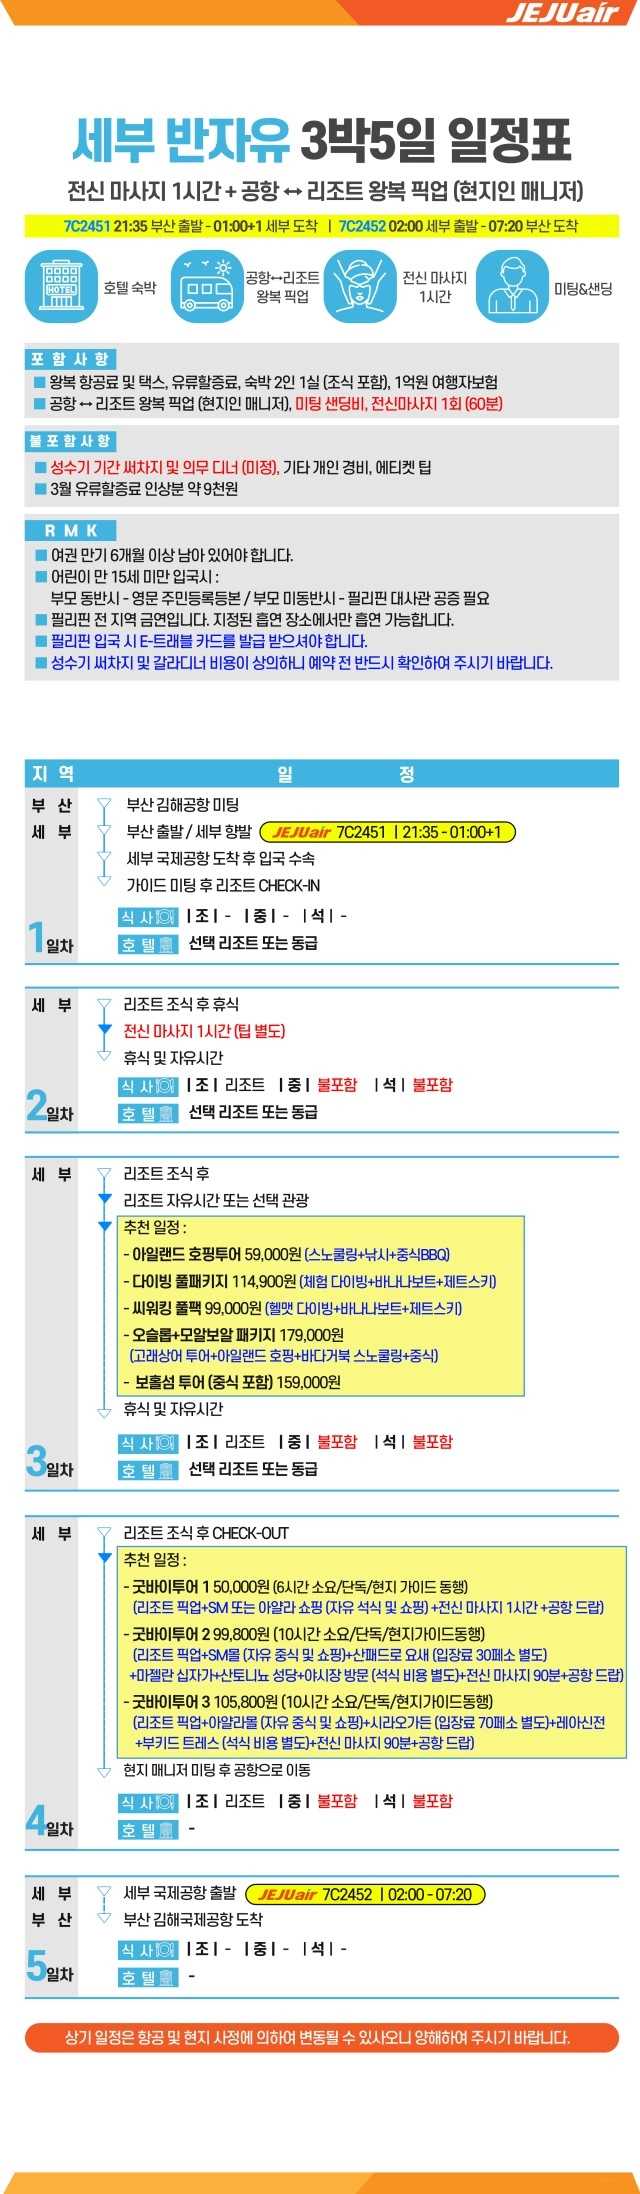 JEJUair
세부 반자유 3박5일 일정표
전신 마사지 1시간 + 공항 ↔ 리조트 왕복 픽업 (현지인 매니저)
7C2451 21:35 부산 출발 - 01:00+1 세부 도착 | 7C2452 02:00 세부 출발 - 07:20 부산 도착
HOTEL
호텔 숙박
공항↔리조트
왕복 픽업
전신 마사지
1시간
미팅&샌딩
포 함 사 항
왕복 항공료 및 택스, 유류할증료, 숙박 2인 1실 (조식 포함), 1억원 여행자보험
공항 ↔ 리조트 왕복 픽업 (현지인 매니저), 미팅 샌딩비, 전신마사지 1회 (60분)
불 포 함 사 항
성수기 기간 써차지 및 의무 디너 (미정), 기타 개인 경비, 에티켓 팁
3월 유류할증료 인상분 약 9천원
R M K
여권 만기 6개월 이상 남아 있어야 합니다.
어린이 만 15세 미만 입국시 :
부모 동반시 - 영문 주민등록등본 / 부모 미동반시 - 필리핀 대사관 공증 필요
필리핀 전 지역 금연입니다. 지정된 흡연 장소에서만 흡연 가능합니다.
필리핀 입국 시 E-트래블 카드를 발급 받으셔야 합니다.
성수기 써차지 및 갈라디너 비용이 상의하니 예약 전 반드시 확인하여 주시기 바랍니다.
지 역 일 정
부 산 부산 김해공항 미팅
세 부 부산 출발 / 세부 향발 JEJUair 7C2451 | 21:35 - 01:00+1
세부 국제공항 도착 후 입국 수속
가이드 미팅 후 리조트 CHECK-IN
식 사 | 조 | - | 중 | - | 석 | -
1일차 호 텔 선택 리조트 또는 동급
세 부 리조트 조식 후 휴식
전신 마사지 1시간 (팁 별도)
휴식 및 자유시간
식 사 | 조 | 리조트 | 중 | 불포함 | 석 | 불포함
2일차 호 텔 선택 리조트 또는 동급
세 부 리조트 조식 후
리조트 자유시간 또는 선택 관광
추천 일정 :
- 아일랜드 호핑투어 59,000원 (스노쿨링+낚시+중식BBQ)
- 다이빙 풀패키지 114,900원 (체험 다이빙+바나나보트+제트스키)
- 씨워킹 풀팩 99,000원 (헬맷 다이빙+바나나보트+제트스키)
- 오슬롭+모알보알 패키지 179,000원
(고래상어 투어+아일랜드 호핑+바다거북 스노쿨링+중식)
- 보홀섬 투어 (중식 포함) 159,000원
휴식 및 자유시간
식 사 | 조 | 리조트 | 중 | 불포함 | 석 | 불포함
3일차 호 텔 선택 리조트 또는 동급
세 부 리조트 조식 후 CHECK-OUT
추천 일정 :
- 굿바이투어 1 50,000원 (6시간 소요/단독/현지 가이드 동행)
(리조트 픽업+SM 또는 아얄라 쇼핑 (자유 석식 및 쇼핑) +전신 마사지 1시간 +공항 드랍)
- 굿바이투어 2 99,800원 (10시간 소요/단독/현지가이드동행)
(리조트 픽업+SM몰 (자유 중식 및 쇼핑)+산페드로 요새 (입장료 30페소 별도)
+마젤란 십자가+산토니뇨 성당+야시장 방문 (석식 비용 별도)+전신 마사지 90분+공항 드랍)
- 굿바이투어 3 105,800원 (10시간 소요/단독/현지가이드동행)
(리조트 픽업+아얄라몰 (자유 중식 및 쇼핑)+시라오가든 (입장료 70페소 별도)+레아신전
+부키드 트레스 (석식 비용 별도)+전신 마사지 90분+공항 드랍)
현지 매니저 미팅 후 공항으로 이동
식 사 | 조 | 리조트 | 중 | 불포함 | 석 | 불포함
4일차 호 텔 -
세 부 세부 국제공항 출발 JEJUair 7C2452 | 02:00 - 07:20
부 산 부산 김해국제공항 도착
식 사 | 조 | - | 중 | - | 석 | -
5일차 호 텔 -
상기 일정은 항공 및 현지 사정에 의하여 변동될 수 있사오니 양해하여 주시기 바랍니다.